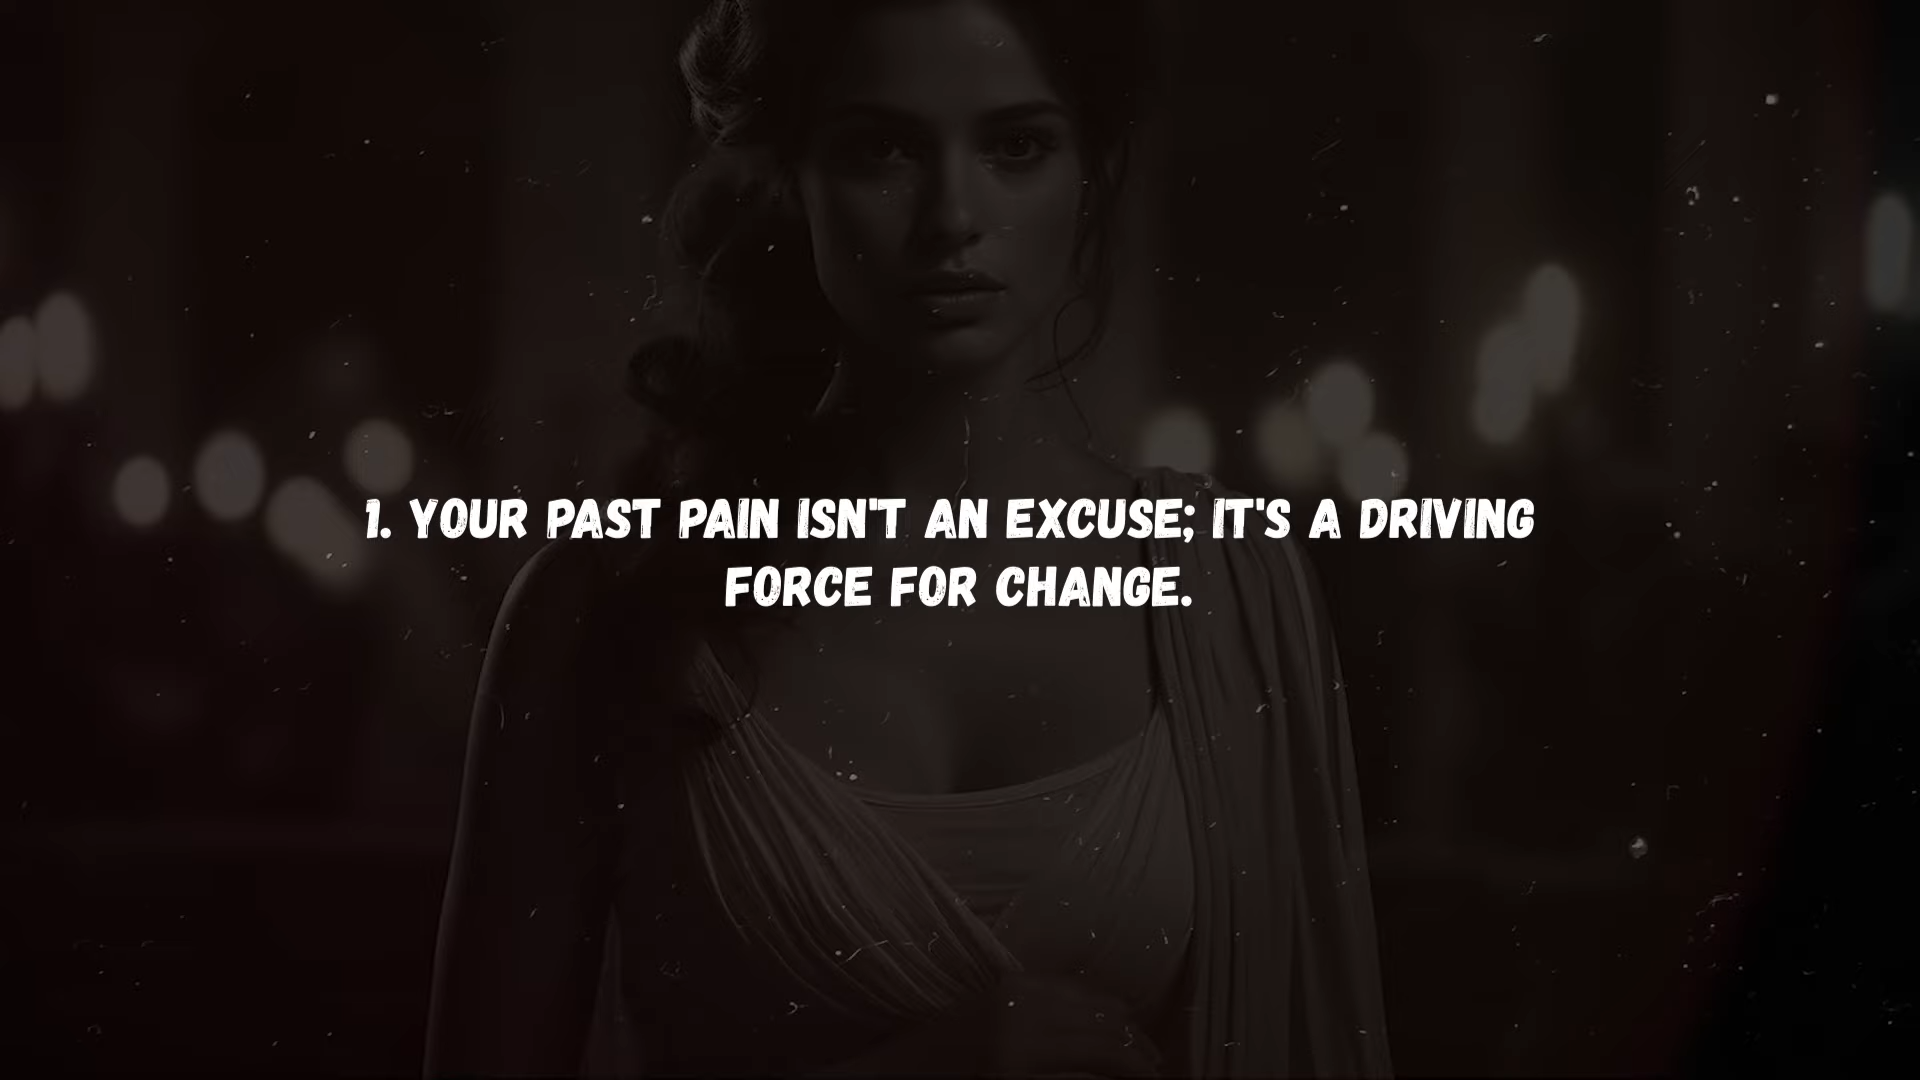 1. YOUR PAST PAIN ISN'T AN EXCUSE; IT'S A DRIVING
FORCE FOR CHANGE.